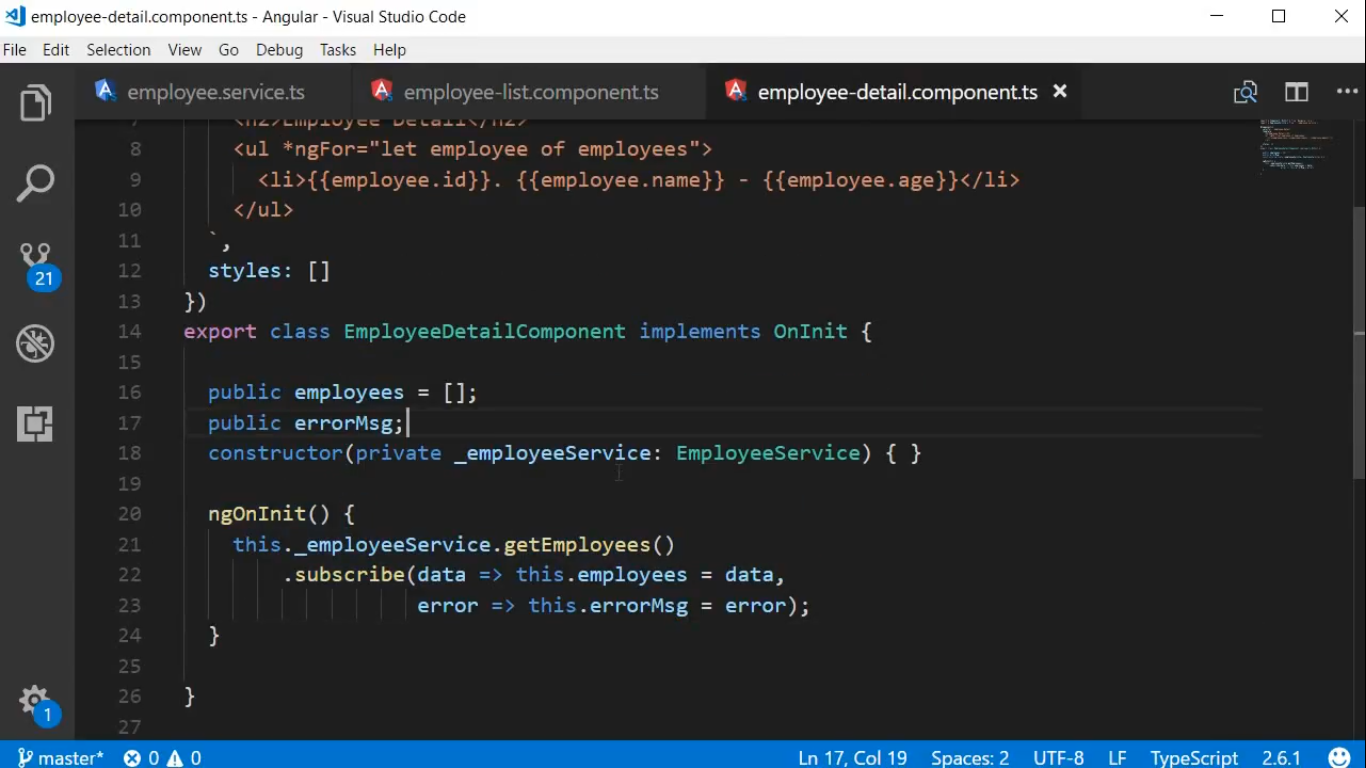 employee-detail.component.ts - Angular - Visual Studio Code
File Edit Selection View Go Debug Tasks Help
employee.service.ts employee-list.component.ts employee-detail.component.ts
7 <h2>Employee Detail</h2>
8 <ul *ngFor="let employee of employees">
9 <li>{{employee.id}}. {{employee.name}} - {{employee.age}}</li>
10 </ul>
11 `,
12 styles: []
13 })
14 export class EmployeeDetailComponent implements OnInit {
15
16 public employees = [];
17 public errorMsg;
18 constructor(private _employeeService: EmployeeService) { }
19
20 ngOnInit() {
21 this._employeeService.getEmployees()
22 .subscribe(data => this.employees = data,
23 error => this.errorMsg = error);
24 }
25
26 }
27
21
1
master* 0 0 Ln 17, Col 19 Spaces: 2 UTF-8 LF TypeScript 2.6.1